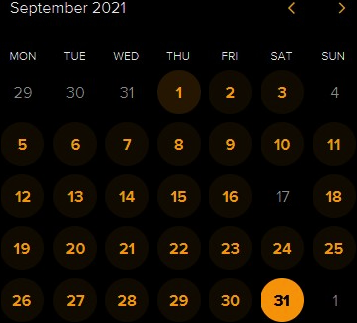 September 2021
MON TUE WED THU FRI SAT SUN
29 30 31 1 2 3 4
5 6 7 8 9 10 11
12 13 14 15 16 17 18
19 20 21 22 23 24 25
26 27 28 29 30 31 1